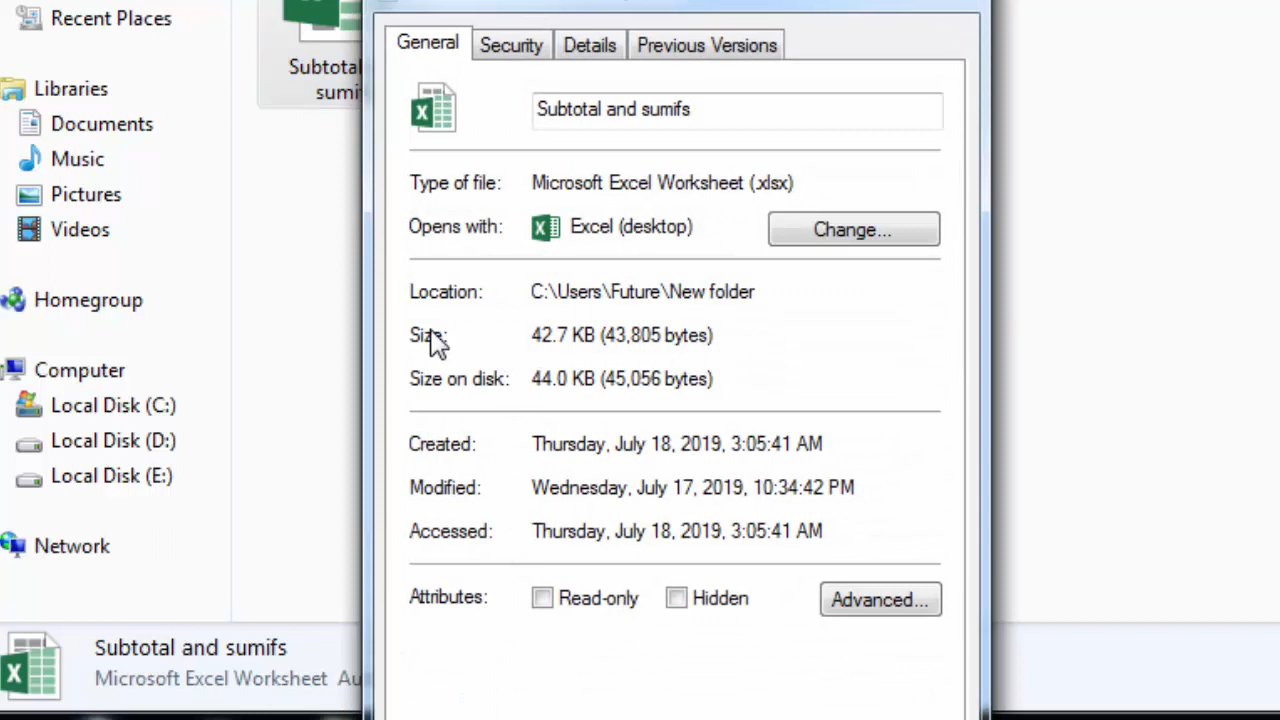 Recent Places
Libraries
Documents
Music
Pictures
Videos
Homegroup
Computer
Local Disk (C:)
Local Disk (D:)
Local Disk (E:)
Network
Subtotal
sumif
General Security Details Previous Versions
Subtotal and sumifs
Type of file: Microsoft Excel Worksheet (.xlsx)
Opens with: Excel (desktop) Change...
Location: C:\Users\Future\New folder
Size: 42.7 KB (43,805 bytes)
Size on disk: 44.0 KB (45,056 bytes)
Created: Thursday, July 18, 2019, 3:05:41 AM
Modified: Wednesday, July 17, 2019, 10:34:42 PM
Accessed: Thursday, July 18, 2019, 3:05:41 AM
Attributes: Read-only Hidden Advanced...
Subtotal and sumifs
Microsoft Excel Worksheet Au